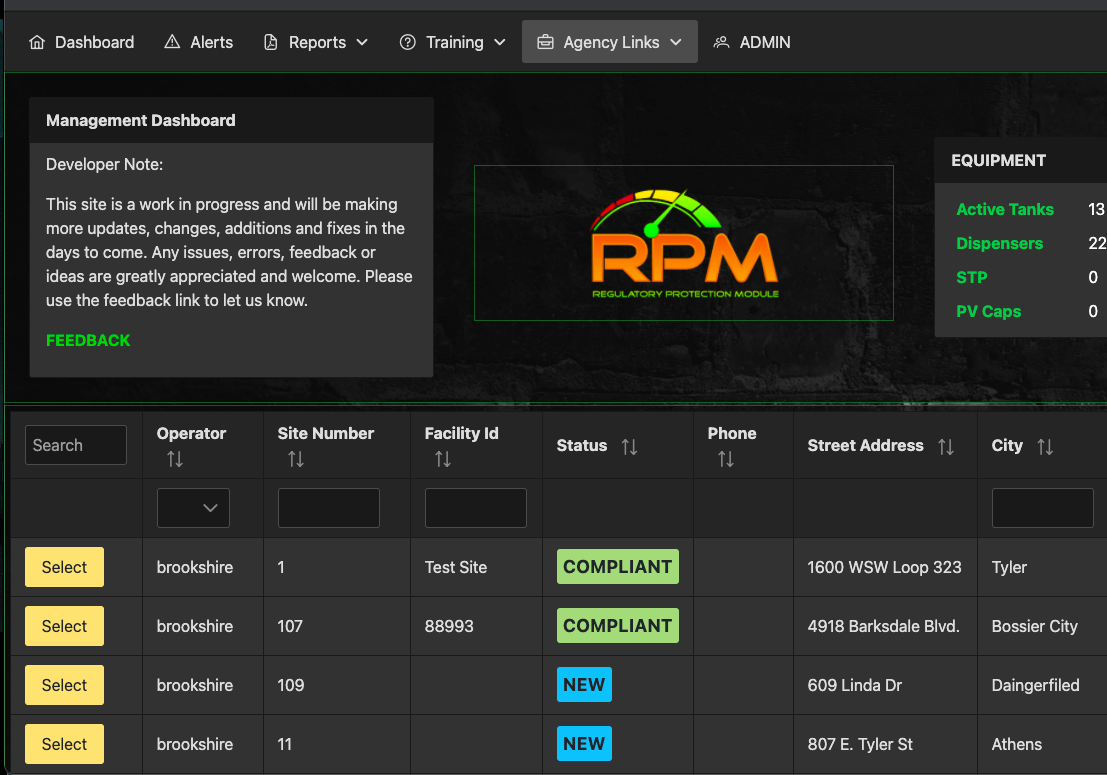 Dashboard Alerts Reports Training Agency Links ADMIN
Management Dashboard
Developer Note:
This site is a work in progress and will be making
more updates, changes, additions and fixes in the
days to come. Any issues, errors, feedback or
ideas are greatly appreciated and welcome. Please
use the feedback link to let us know.
FEEDBACK
RPM
REGULATORY PROTECTION MODULE
EQUIPMENT
Active Tanks 13
Dispensers 22
STP 0
PV Caps 0
Search Operator Site Number Facility Id Status Phone Street Address City
Select brookshire 1 Test Site COMPLIANT 1600 WSW Loop 323 Tyler
Select brookshire 107 88993 COMPLIANT 4918 Barksdale Blvd. Bossier City
Select brookshire 109 NEW 609 Linda Dr Daingerfiled
Select brookshire 11 NEW 807 E. Tyler St Athens